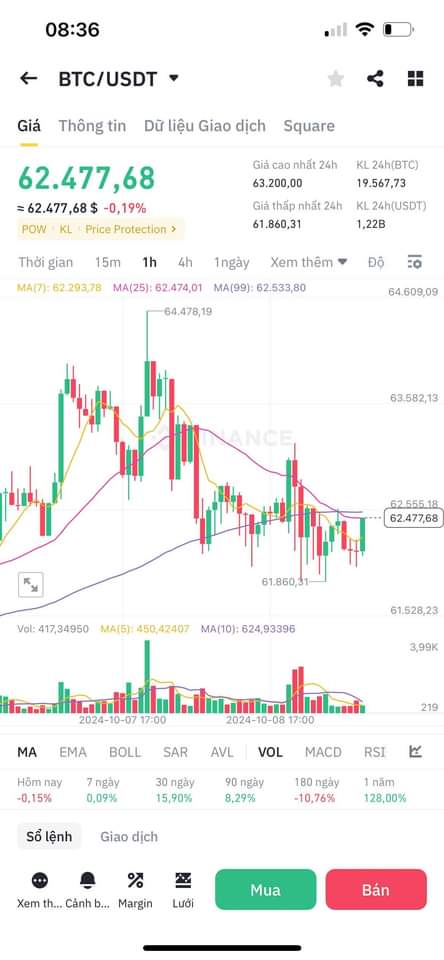 08:36
BTC/USDT
Giá Thông tin Dữ liệu Giao dịch Square
62.477,68
≈ 62.477,68 $ -0,19%
POW · KL · Price Protection >
Giá cao nhất 24h KL 24h(BTC)
63.200,00 19.567,73
Giá thấp nhất 24h KL 24h(USDT)
61.860,31 1,22B
Thời gian 15m 1h 4h 1ngày Xem thêm Độ
MA(7): 62.293,78 MA(25): 62.474,01 MA(99): 62.533,80
64.609,09
64.478,19
63.582,13
BINANCE
62.555,18
62.477,68
61.860,31
61.528,23
Vol: 417,34950 MA(5): 450,42407 MA(10): 624,93396
3,99K
219
2024-10-07 17:00 2024-10-08 17:00
MA EMA BOLL SAR AVL VOL MACD RSI
Hôm nay 7 ngày 30 ngày 90 ngày 180 ngày 1 năm
-0,15% 0,09% 15,90% 8,29% -10,76% 128,00%
Sổ lệnh Giao dịch
Xem th... Cảnh b... Margin Lưới
Mua Bán